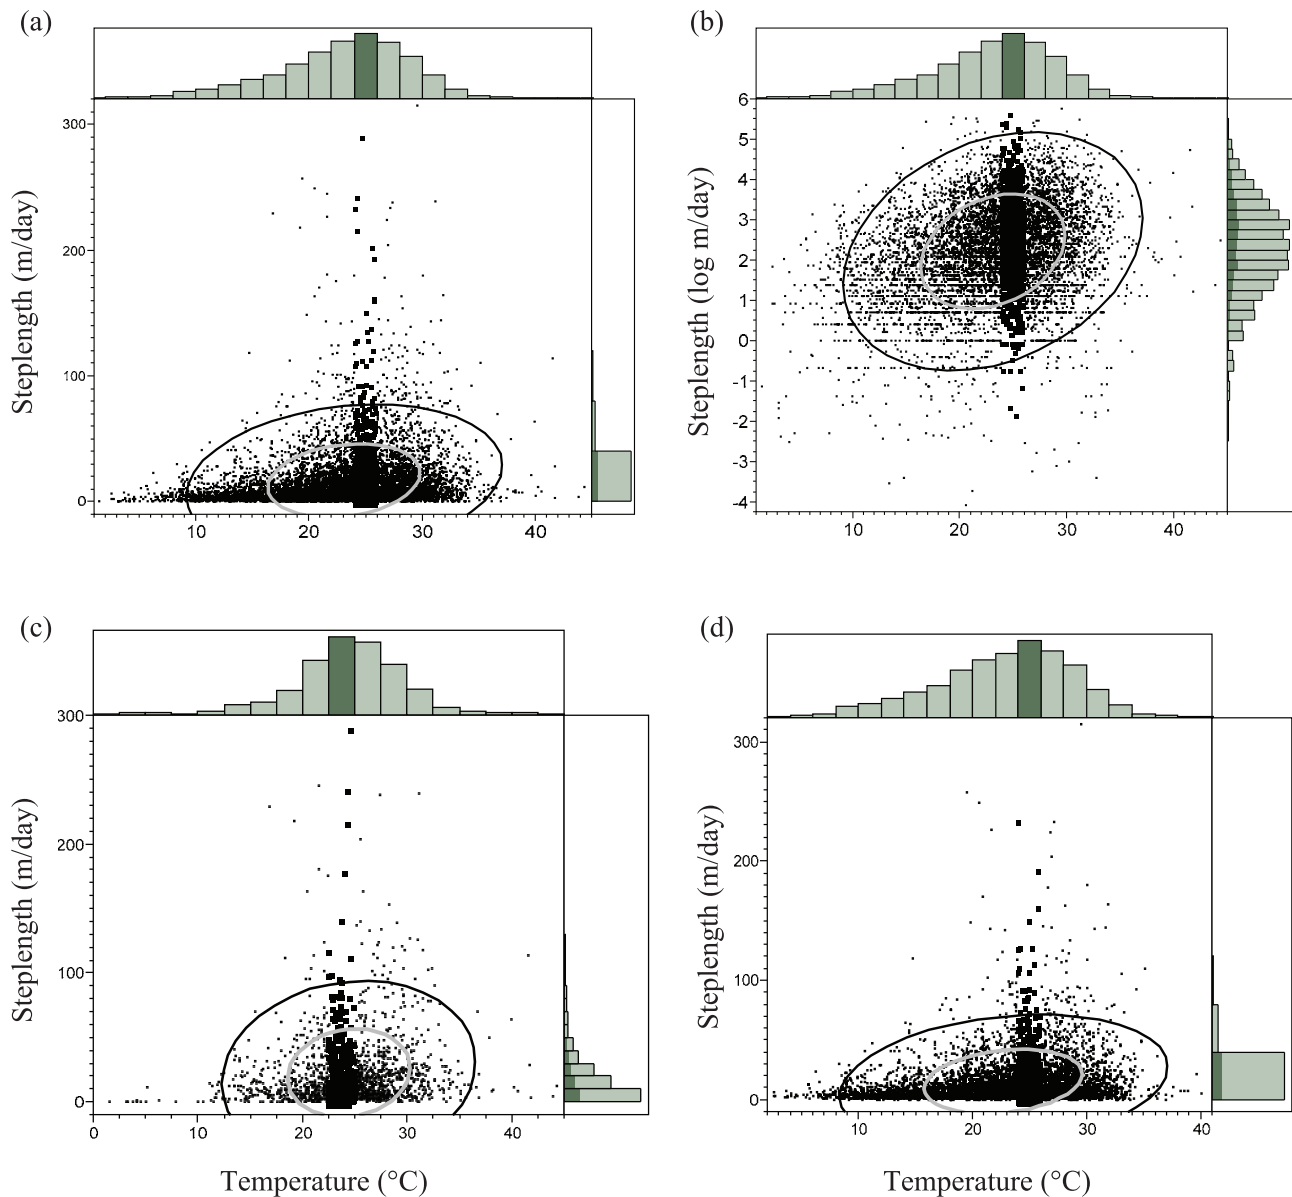 (a)
(b)
300
200
100
0
Steplength (m/day)
10 20 30 40
6
5
4
3
2
1
0
-1
-2
-3
-4
Steplength (log m/day)
10 20 30 40
(c)
(d)
300
200
100
0
Steplength (m/day)
0 10 20 30 40
Temperature (°C)
300
200
100
0
Steplength (m/day)
10 20 30 40
Temperature (°C)